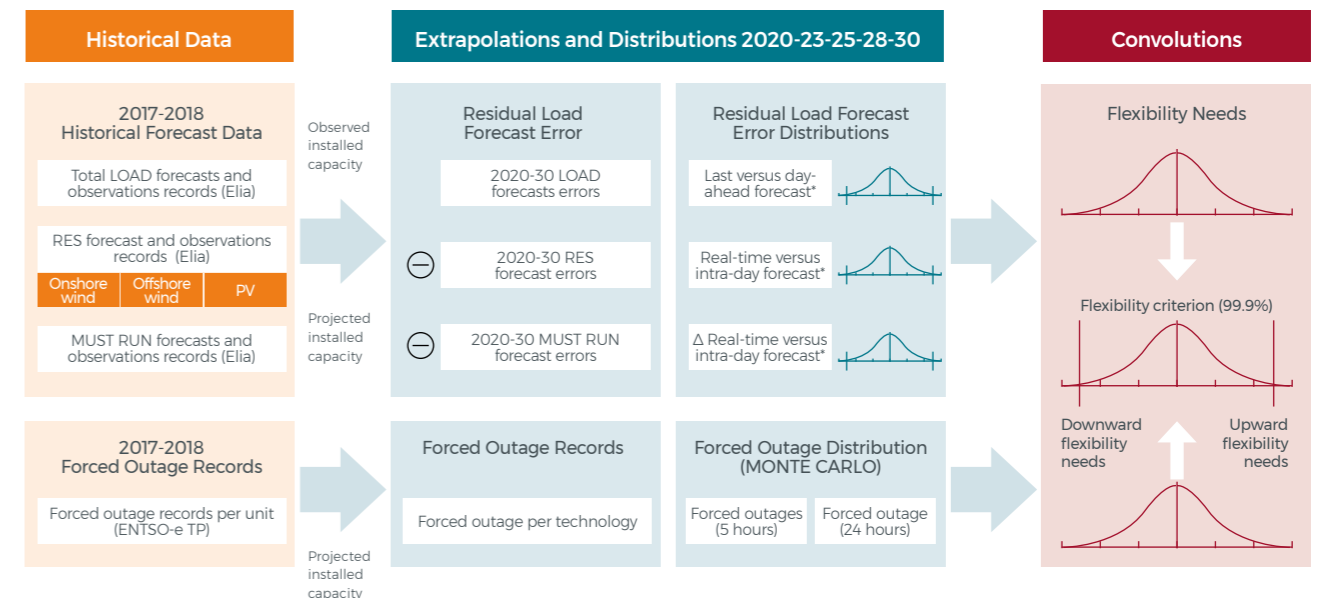 Historical Data
Extrapolations and Distributions 2020-23-25-28-30
Convolutions
2017-2018
Historical Forecast Data
Total LOAD forecasts and
observations records (Elia)
RES forecast and observations
records (Elia)
Onshore
wind
Offshore
wind
PV
MUST RUN forecasts and
observations records (Elia)
Observed
installed
capacity
Projected
installed
capacity
Residual Load
Forecast Error
2020-30 LOAD
forecasts errors
2020-30 RES
forecast errors
2020-30 MUST RUN
forecast errors
Residual Load Forecast
Error Distributions
Last versus day-
ahead forecast*
Real-time versus
intra-day forecast*
Δ Real-time versus
intra-day forecast*
Flexibility Needs
Flexibility criterion (99.9%)
Downward
flexibility
needs
Upward
flexibility
needs
2017-2018
Forced Outage Records
Forced outage records per unit
(ENTSO-e TP)
Projected
installed
capacity
Forced Outage Records
Forced outage per technology
Forced Outage Distribution
(MONTE CARLO)
Forced outages
(5 hours)
Forced outage
(24 hours)